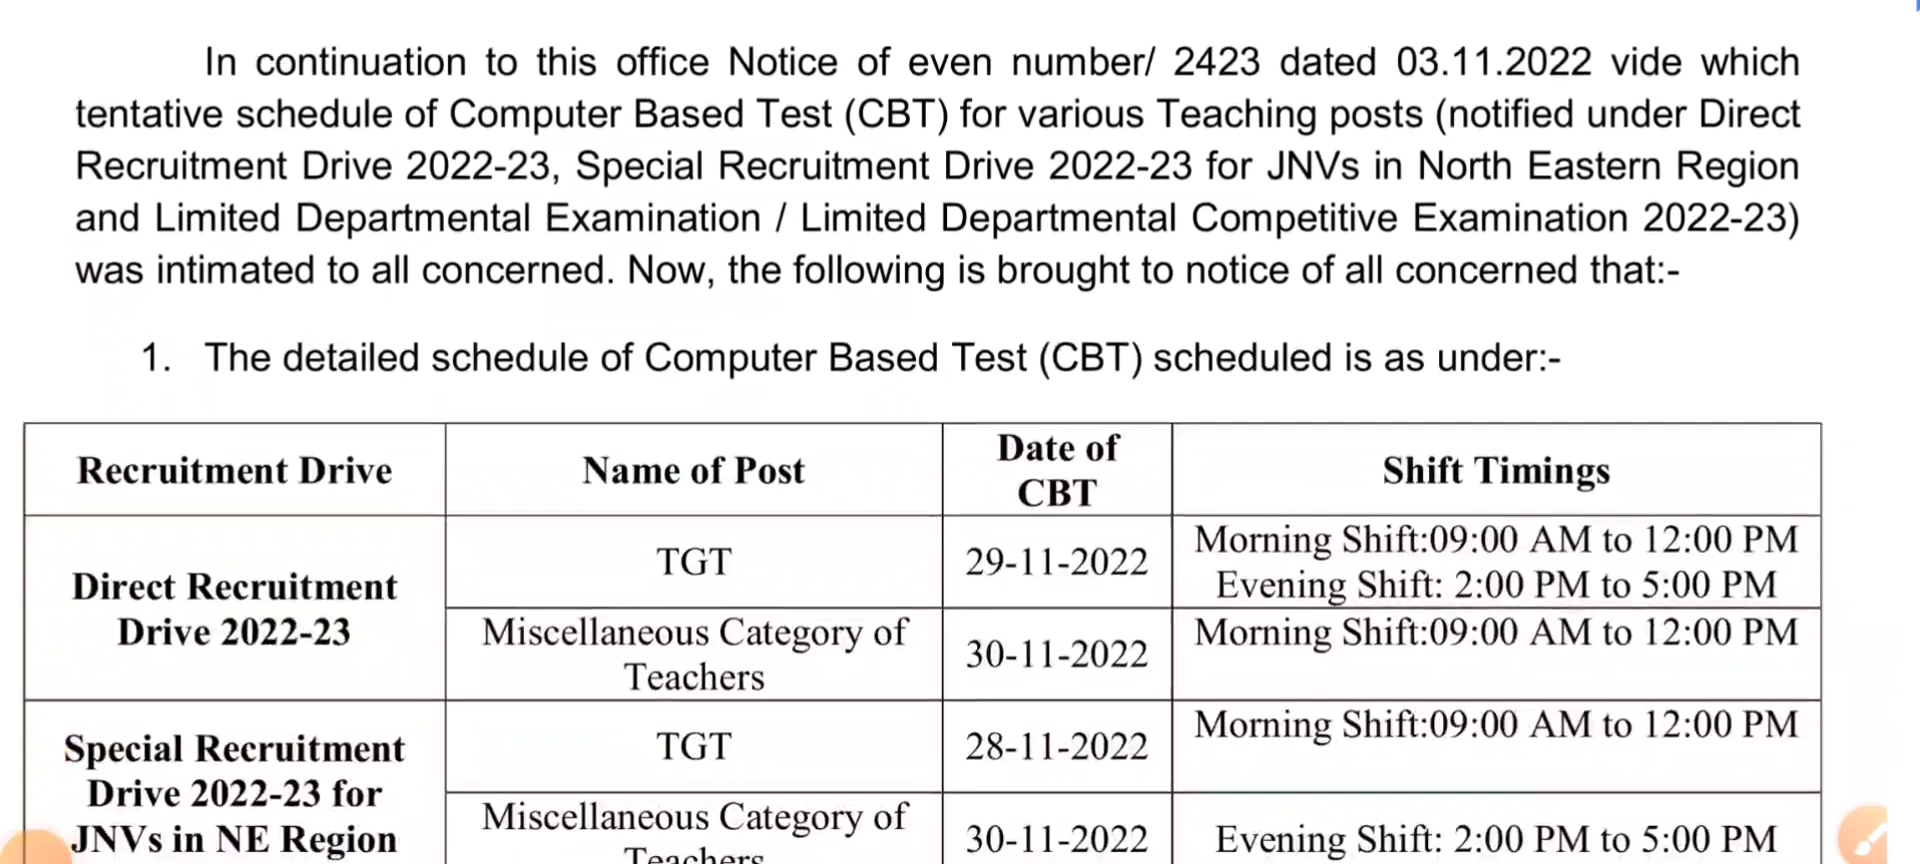 In continuation to this office Notice of even number/ 2423 dated 03.11.2022 vide which
tentative schedule of Computer Based Test (CBT) for various Teaching posts (notified under Direct
Recruitment Drive 2022-23, Special Recruitment Drive 2022-23 for JNVs in North Eastern Region
and Limited Departmental Examination / Limited Departmental Competitive Examination 2022-23)
was intimated to all concerned. Now, the following is brought to notice of all concerned that:-
1. The detailed schedule of Computer Based Test (CBT) scheduled is as under:-
Recruitment Drive
Name of Post
Date of
CBT
Shift Timings
Direct Recruitment
Drive 2022-23
TGT
29-11-2022
Morning Shift:09:00 AM to 12:00 PM
Evening Shift: 2:00 PM to 5:00 PM
Miscellaneous Category of
Teachers
30-11-2022
Morning Shift:09:00 AM to 12:00 PM
Special Recruitment
Drive 2022-23 for
JNVs in NE Region
TGT
28-11-2022
Morning Shift:09:00 AM to 12:00 PM
Miscellaneous Category of
Teachers
30-11-2022
Evening Shift: 2:00 PM to 5:00 PM